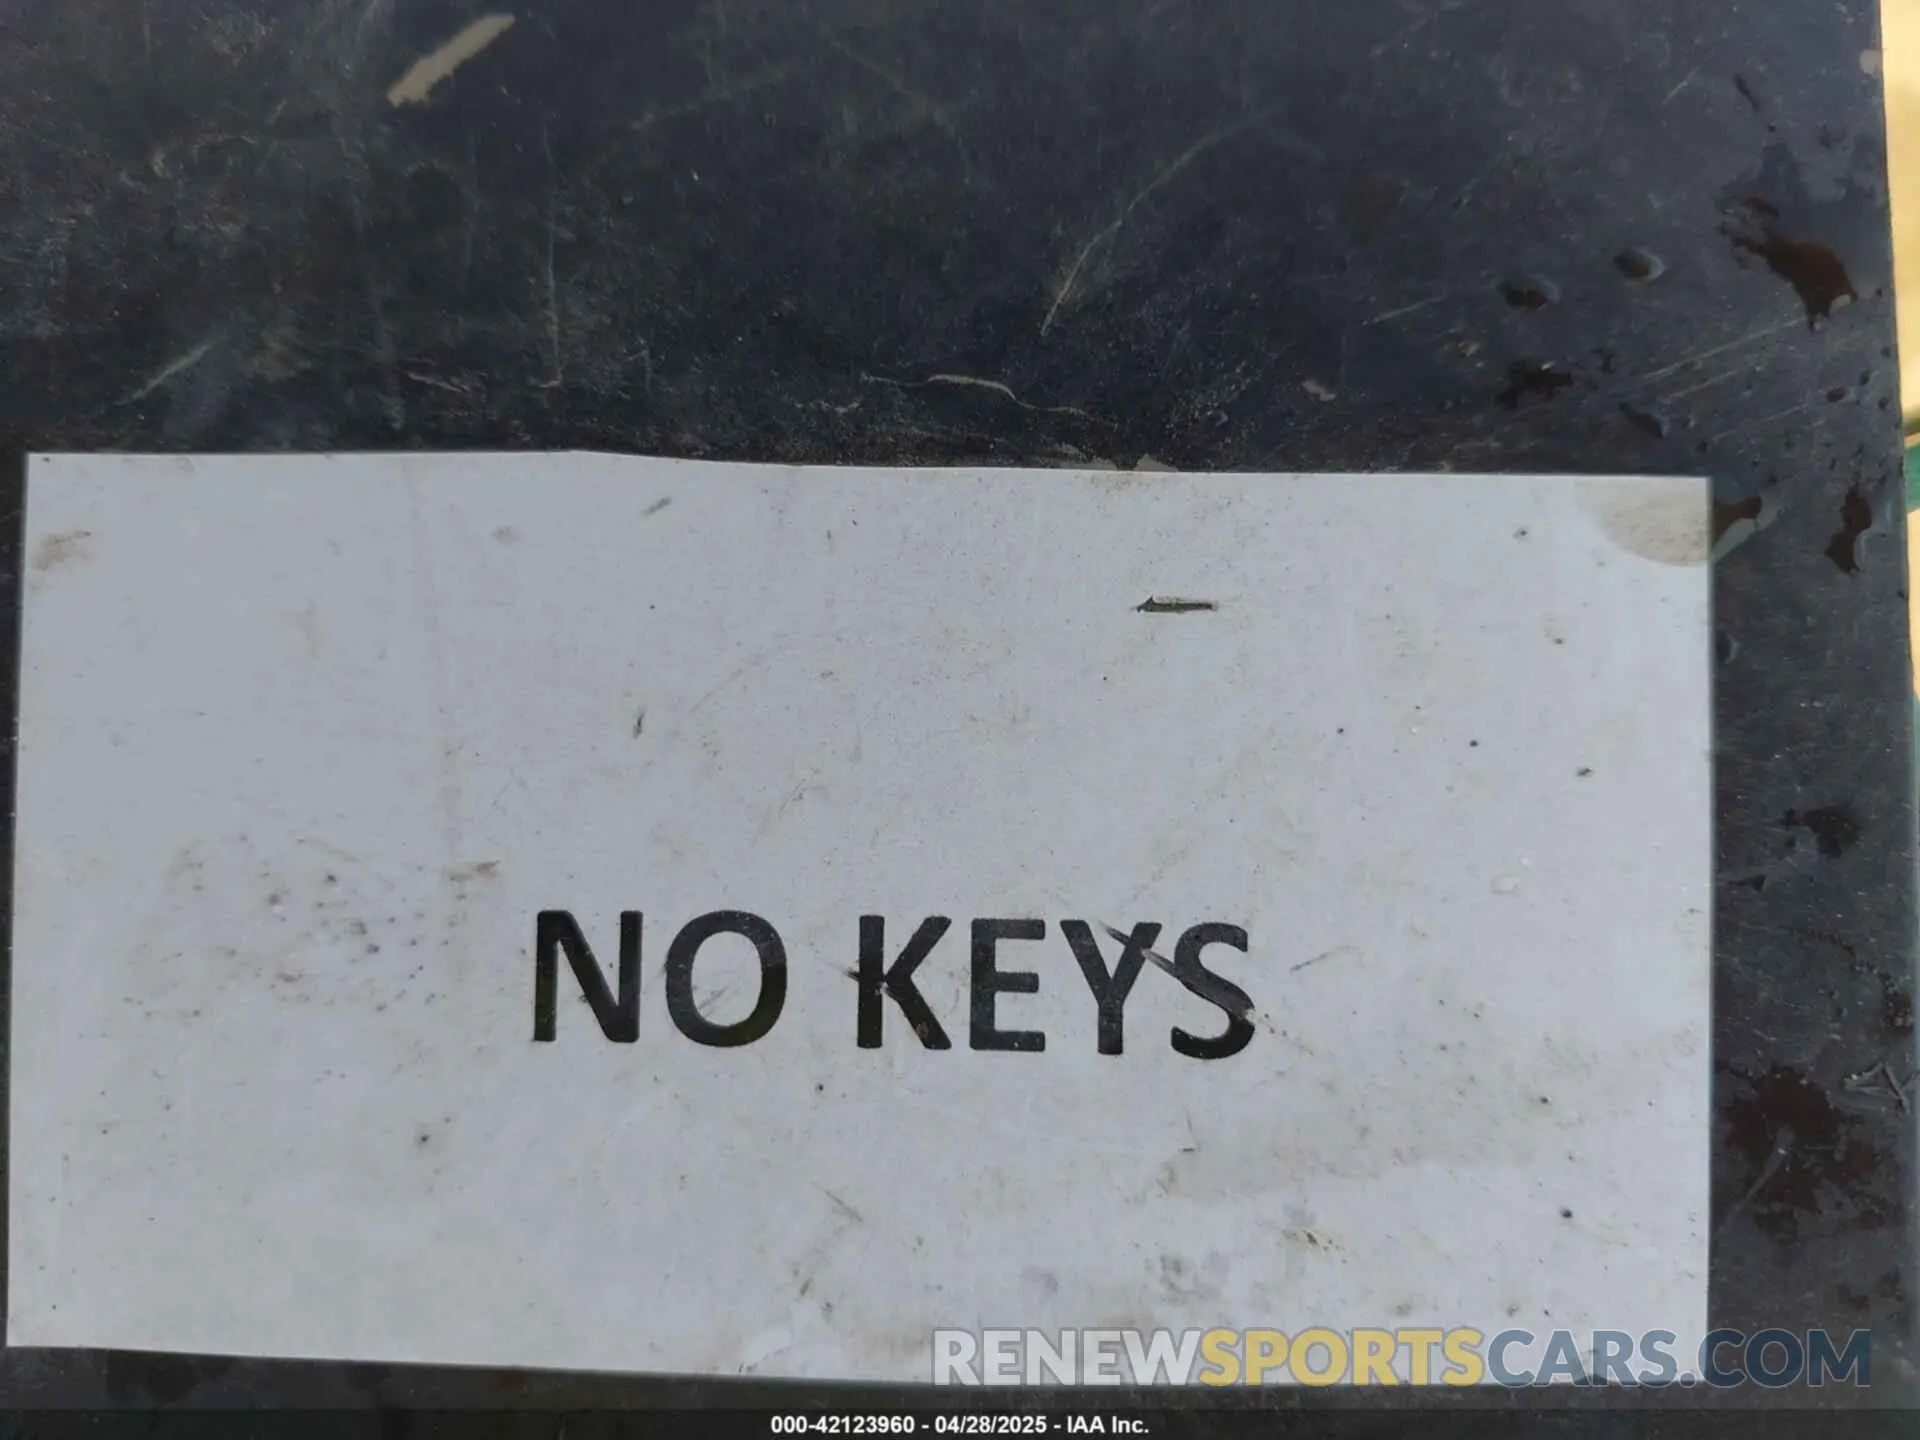 NO KEYS
RENEWSPORTSCARS.COM
000-42123960 - 04/28/2025 - IAA Inc.